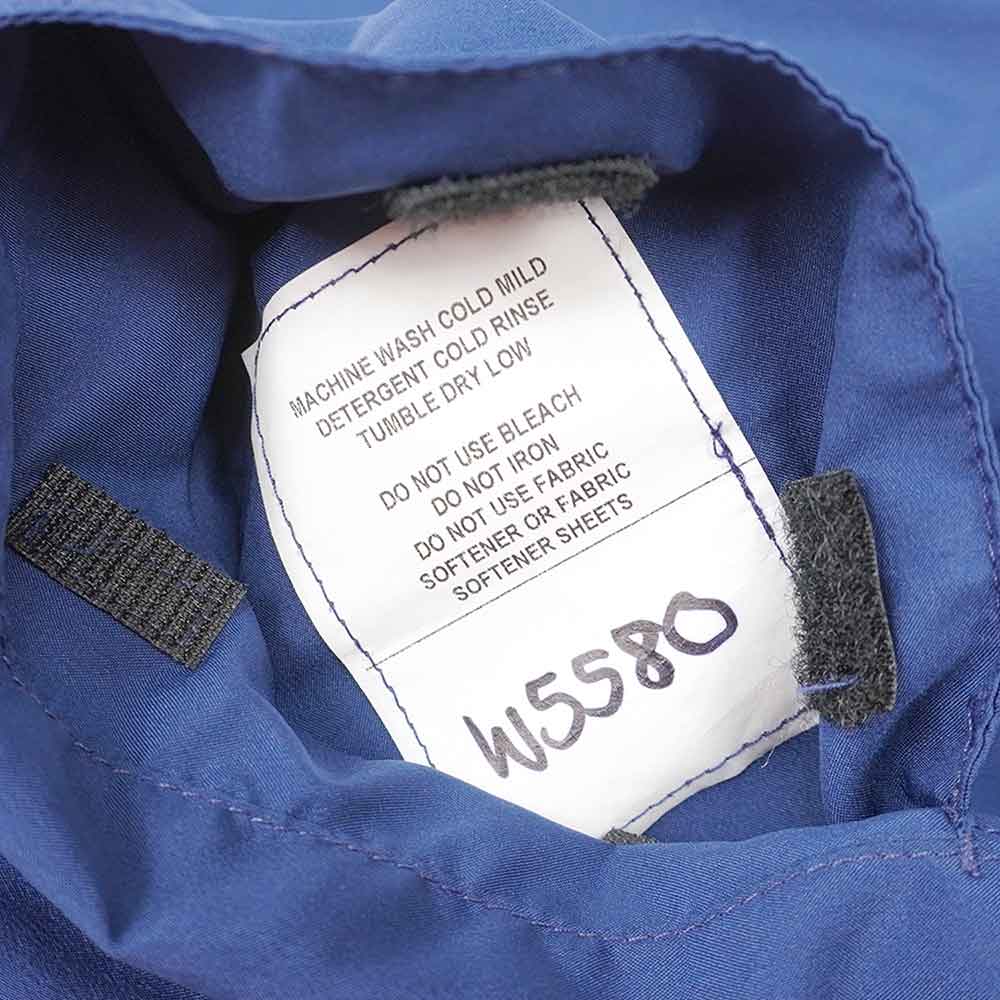 MACHINE WASH COLD MILD
DETERGENT COLD RINSE
TUMBLE DRY LOW
DO NOT USE BLEACH
DO NOT IRON
DO NOT USE FABRIC
SOFTENER OR FABRIC
SOFTENER SHEETS
W5580